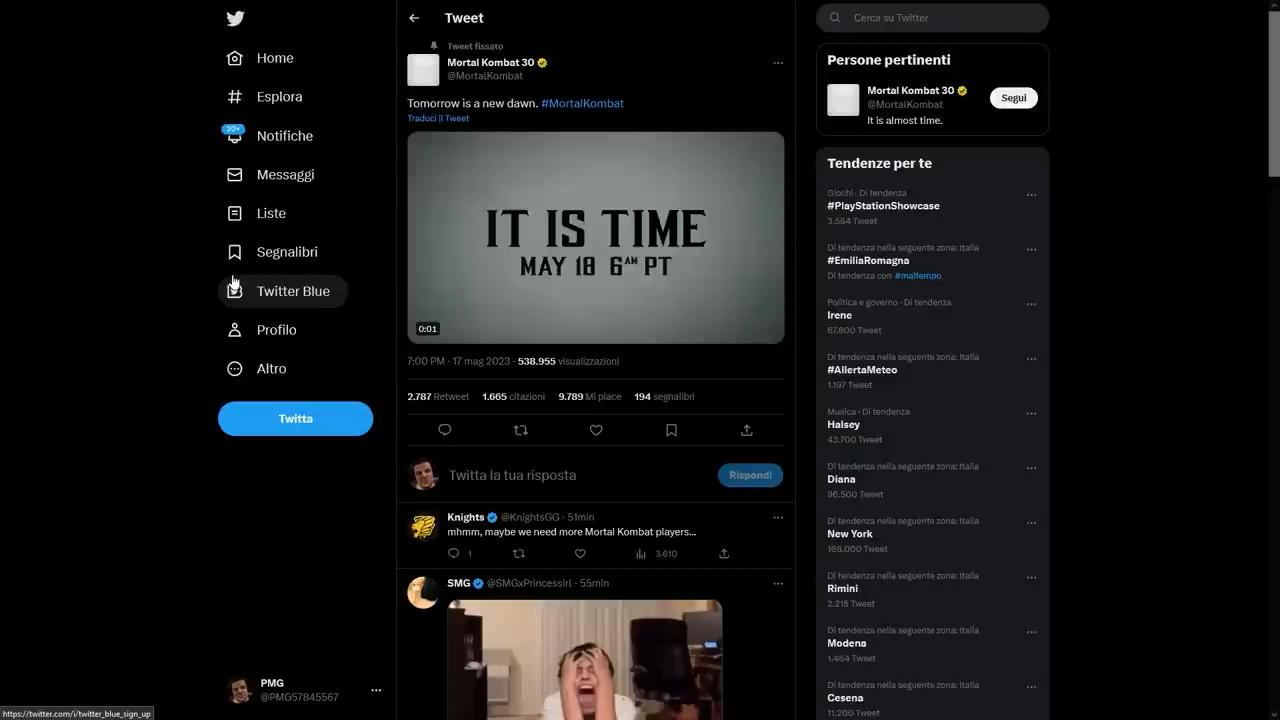 Home
Esplora
20+
Notifiche
Messaggi
Liste
Segnalibri
Twitter Blue
Profilo
Altro
Twitta
PMG
@PMG57845567
https://twitter.com/i/twitter_blue_sign_up
Tweet
Tweet fissato
Mortal Kombat 30
@MortalKombat
Tomorrow is a new dawn. #MortalKombat
Traduci il Tweet
IT IS TIME
MAY 18 6AM PT
0:01
7:00 PM · 17 mag 2023 · 538.955 visualizzazioni
2.787 Retweet 1.665 citazioni 9.789 Mi piace 194 segnalibri
Twitta la tua risposta
Rispondi
Knights @KnightsGG · 51min
mhmm, maybe we need more Mortal Kombat players...
1 3.610
SMG @SMGxPrincessirl · 55min
Cerca su Twitter
Persone pertinenti
Mortal Kombat 30
@MortalKombat
Segui
It is almost time.
Tendenze per te
Giochi · Di tendenza
#PlayStationShowcase
3.584 Tweet
Di tendenza nella seguente zona: Italia
#EmiliaRomagna
Di tendenza con #maltempo
Politica e governo · Di tendenza
Irene
67.800 Tweet
Di tendenza nella seguente zona: Italia
#AllertaMeteo
1.197 Tweet
Musica · Di tendenza
Halsey
43.700 Tweet
Di tendenza nella seguente zona: Italia
Diana
96.500 Tweet
Di tendenza nella seguente zona: Italia
New York
168.000 Tweet
Di tendenza nella seguente zona: Italia
Rimini
2.215 Tweet
Di tendenza nella seguente zona: Italia
Modena
1.464 Tweet
Di tendenza nella seguente zona: Italia
Cesena
11.200 Tweet